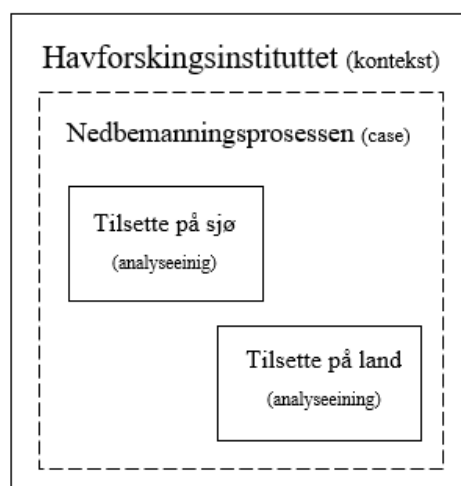 Havforskingsinstituttet (kontekst)
Nedbemanningsprosessen (case)
Tilsette på sjø
(analyseeinig)
Tilsette på land
(analyseeining)